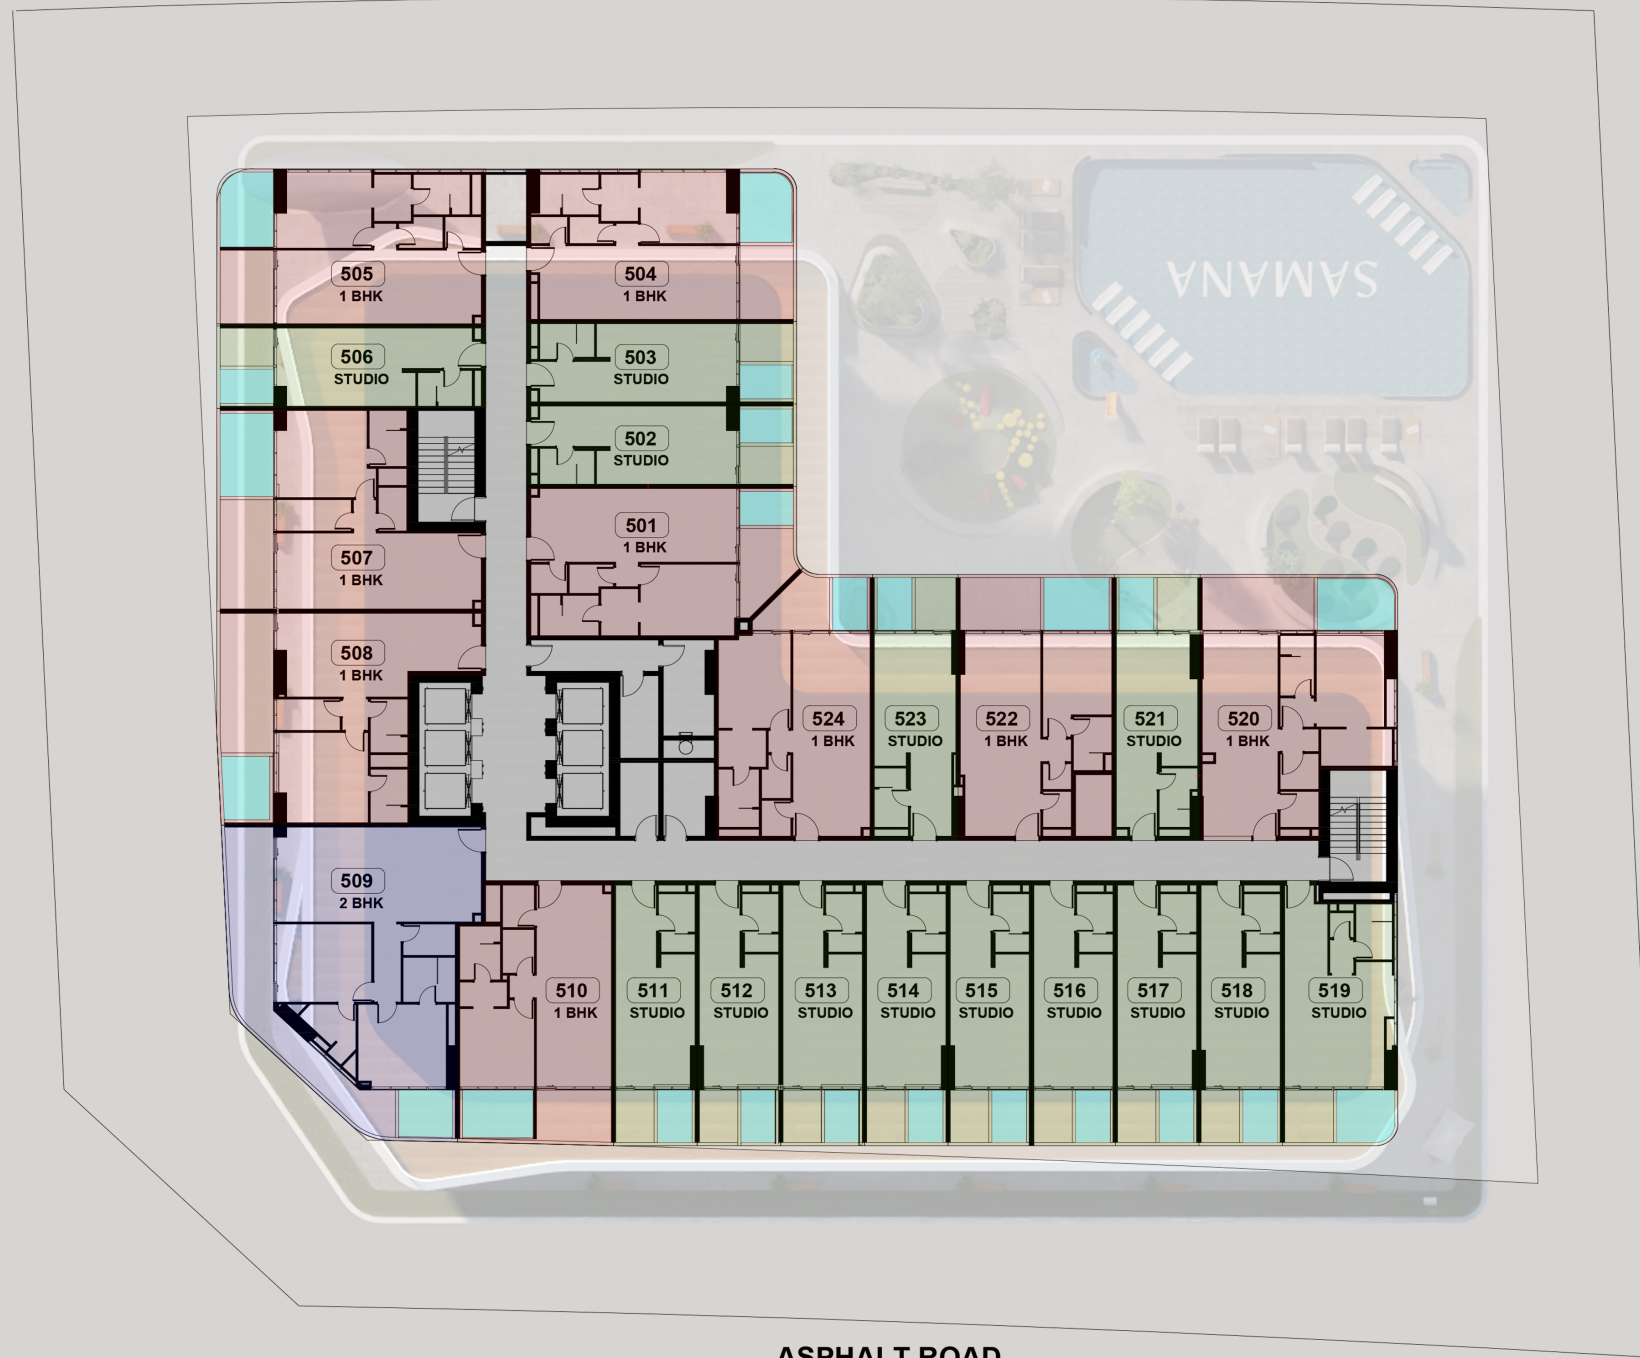 SAMANA
505
1 BHK
504
1 BHK
506
STUDIO
503
STUDIO
502
STUDIO
501
1 BHK
507
1 BHK
508
1 BHK
524
1 BHK
523
STUDIO
522
1 BHK
521
STUDIO
520
1 BHK
509
2 BHK
510
1 BHK
511
STUDIO
512
STUDIO
513
STUDIO
514
STUDIO
515
STUDIO
516
STUDIO
517
STUDIO
518
STUDIO
519
STUDIO
ASPHALT ROAD